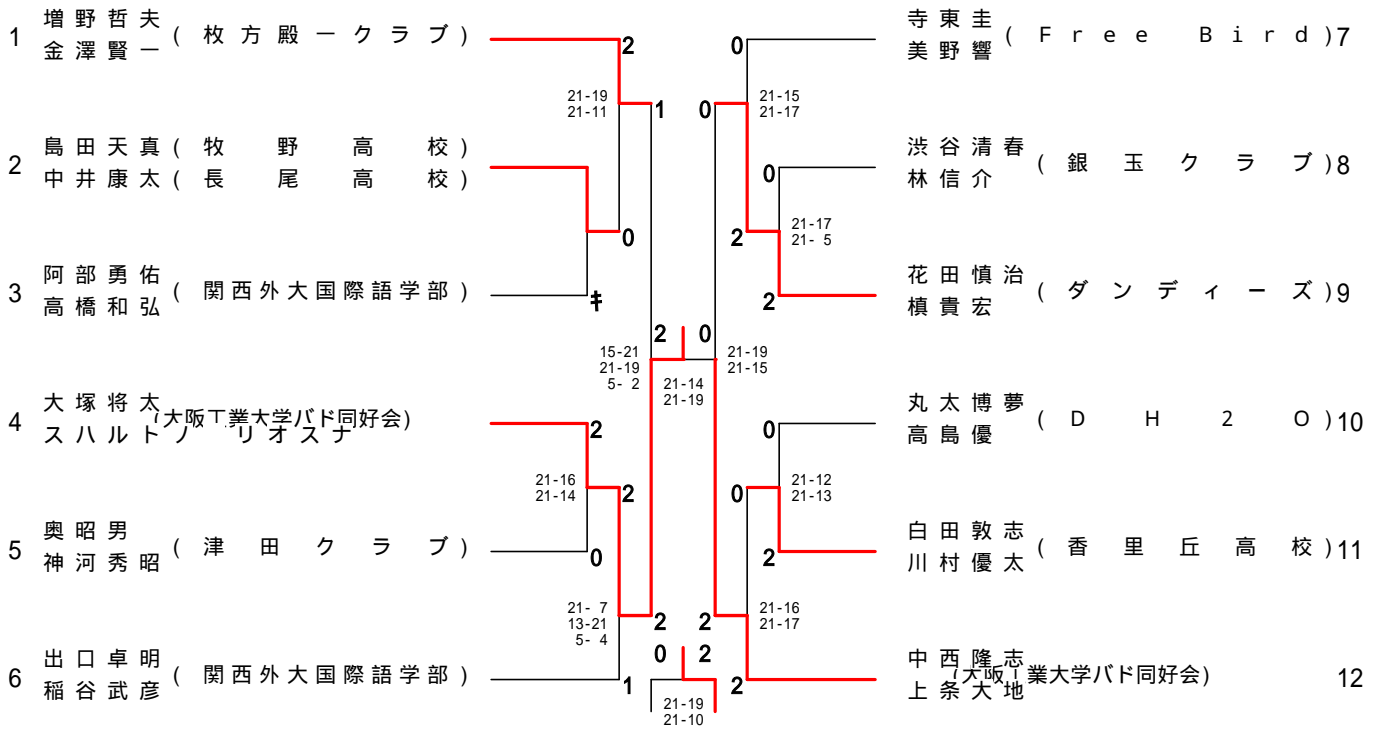 1 増野哲夫 (枚方殿一クラブ)
金澤賢一
2
21-19
21-11
1
2 島田天真 (牧野高校)
中井康太 (長尾高校)
0
3 阿部勇佑 (関西外大国際語学部)
高橋和弘
キ
15-21
21-19
5- 2
2 0
21-14
21-19
4 大塚将太 (大阪工業大学バド同好会)
スハルトノ リオスナ
2
21-16
21-14
2
5 奥昭男 (津田クラブ)
神河秀昭
0
21- 7
13-21
5- 4
2
6 出口卓明 (関西外大国際語学部)
稲谷武彦
1
0 2
21-19
21-10
寺東圭 (Free Bird) 7
美野響
0
21-15
21-17
0
渋谷清春 (銀玉クラブ) 8
林信介
0
21-17
21- 5
2
花田慎治 (ダンディーズ) 9
槙貴宏
2
21-19
21-15
丸太博夢 (DH2O) 10
高島優
0
21-12
21-13
0
白田敦志 (香里丘高校) 11
川村優太
2
21-16
21-17
2
中西隆志 (大阪工業大学バド同好会) 12
上条大地
2